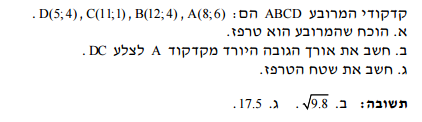 קדקודי המרובע ABCD הם: A(8;6) , B(12;4) , C(11;1) , D(5;4) .
א. הוכח שהמרובע הוא טרפז.
ב. חשב את אורך הגובה היורד מקדקוד A לצלע DC .
ג. חשב את שטח הטרפז.
תשובה: ב. √9.8 . ג. 17.5 .